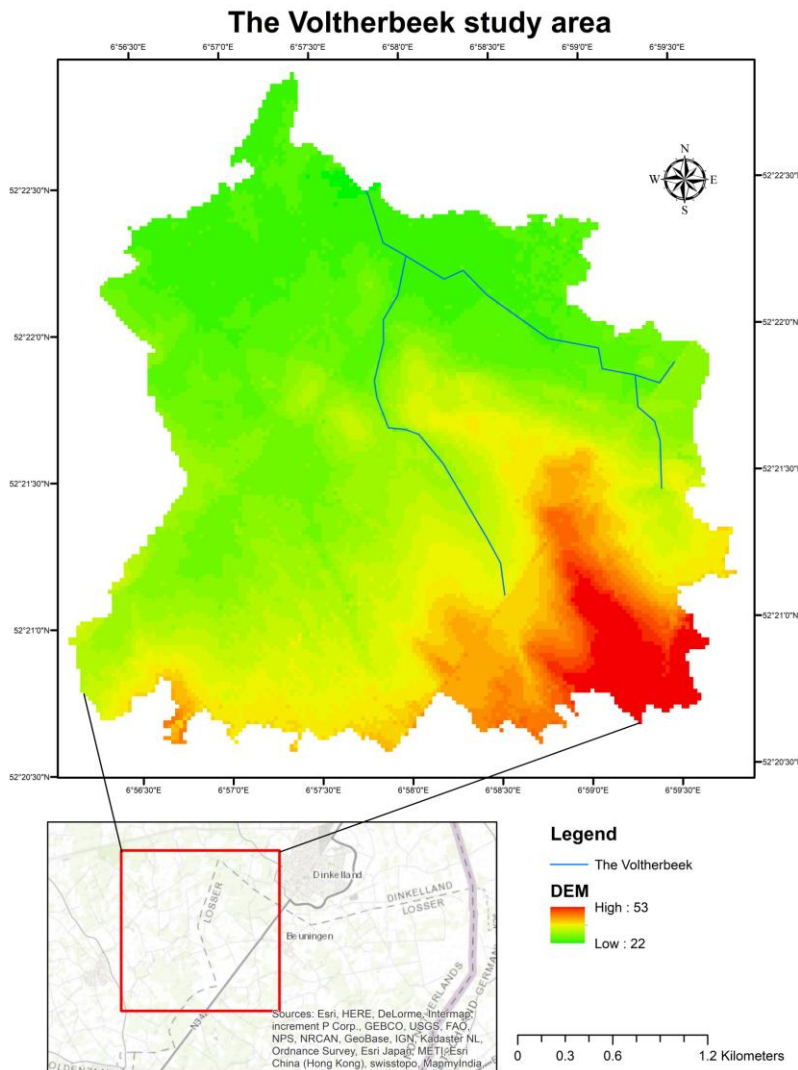 The Voltherbeek study area
6°56'30"E 6°57'0"E 6°57'30"E 6°58'0"E 6°58'30"E 6°59'0"E 6°59'30"E
N
W E
S
52°22'30"N 52°22'30"N
52°22'0"N 52°22'0"N
52°21'30"N 52°21'30"N
52°21'0"N 52°21'0"N
52°20'30"N 52°20'30"N
6°56'30"E 6°57'0"E 6°57'30"E 6°58'0"E 6°58'30"E 6°59'0"E 6°59'30"E
Legend
The Voltherbeek
DEM
High : 53
Low : 22
Dinkelland
DINKELLAND
LOSSER
LOSSER
Beuningen
NETHERLANDS
GERMAN
N342
Sources: Esri, HERE, DeLorme, Intermap,
increment P Corp., GEBCO, USGS, FAO,
NPS, NRCAN, GeoBase, IGN, Kadaster NL,
Ordnance Survey, Esri Japan, METI, Esri
China (Hong Kong), swisstopo, MapmyIndia,
0 0.3 0.6 1.2 Kilometers